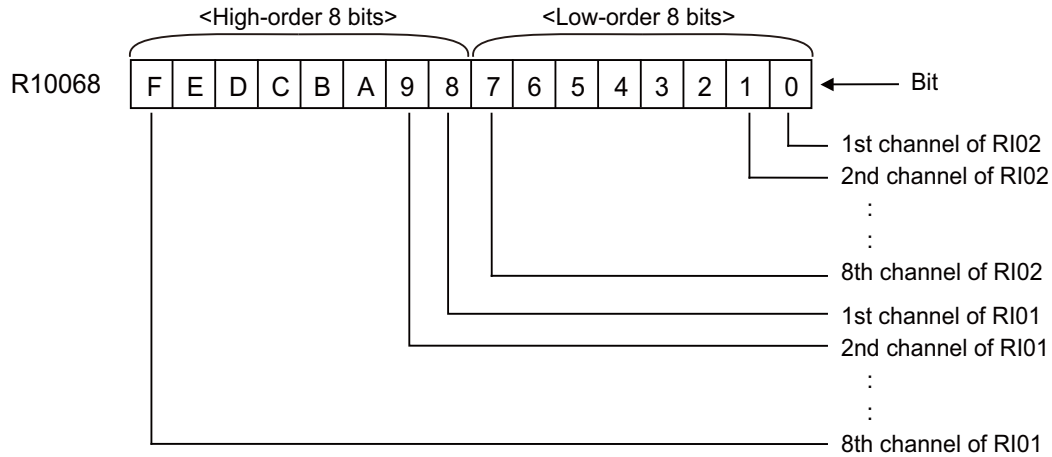 <High-order 8 bits> <Low-order 8 bits>
R10068 F E D C B A 9 8 7 6 5 4 3 2 1 0 Bit
1st channel of RI02
2nd channel of RI02
:
:
8th channel of RI02
1st channel of RI01
2nd channel of RI01
:
:
8th channel of RI01